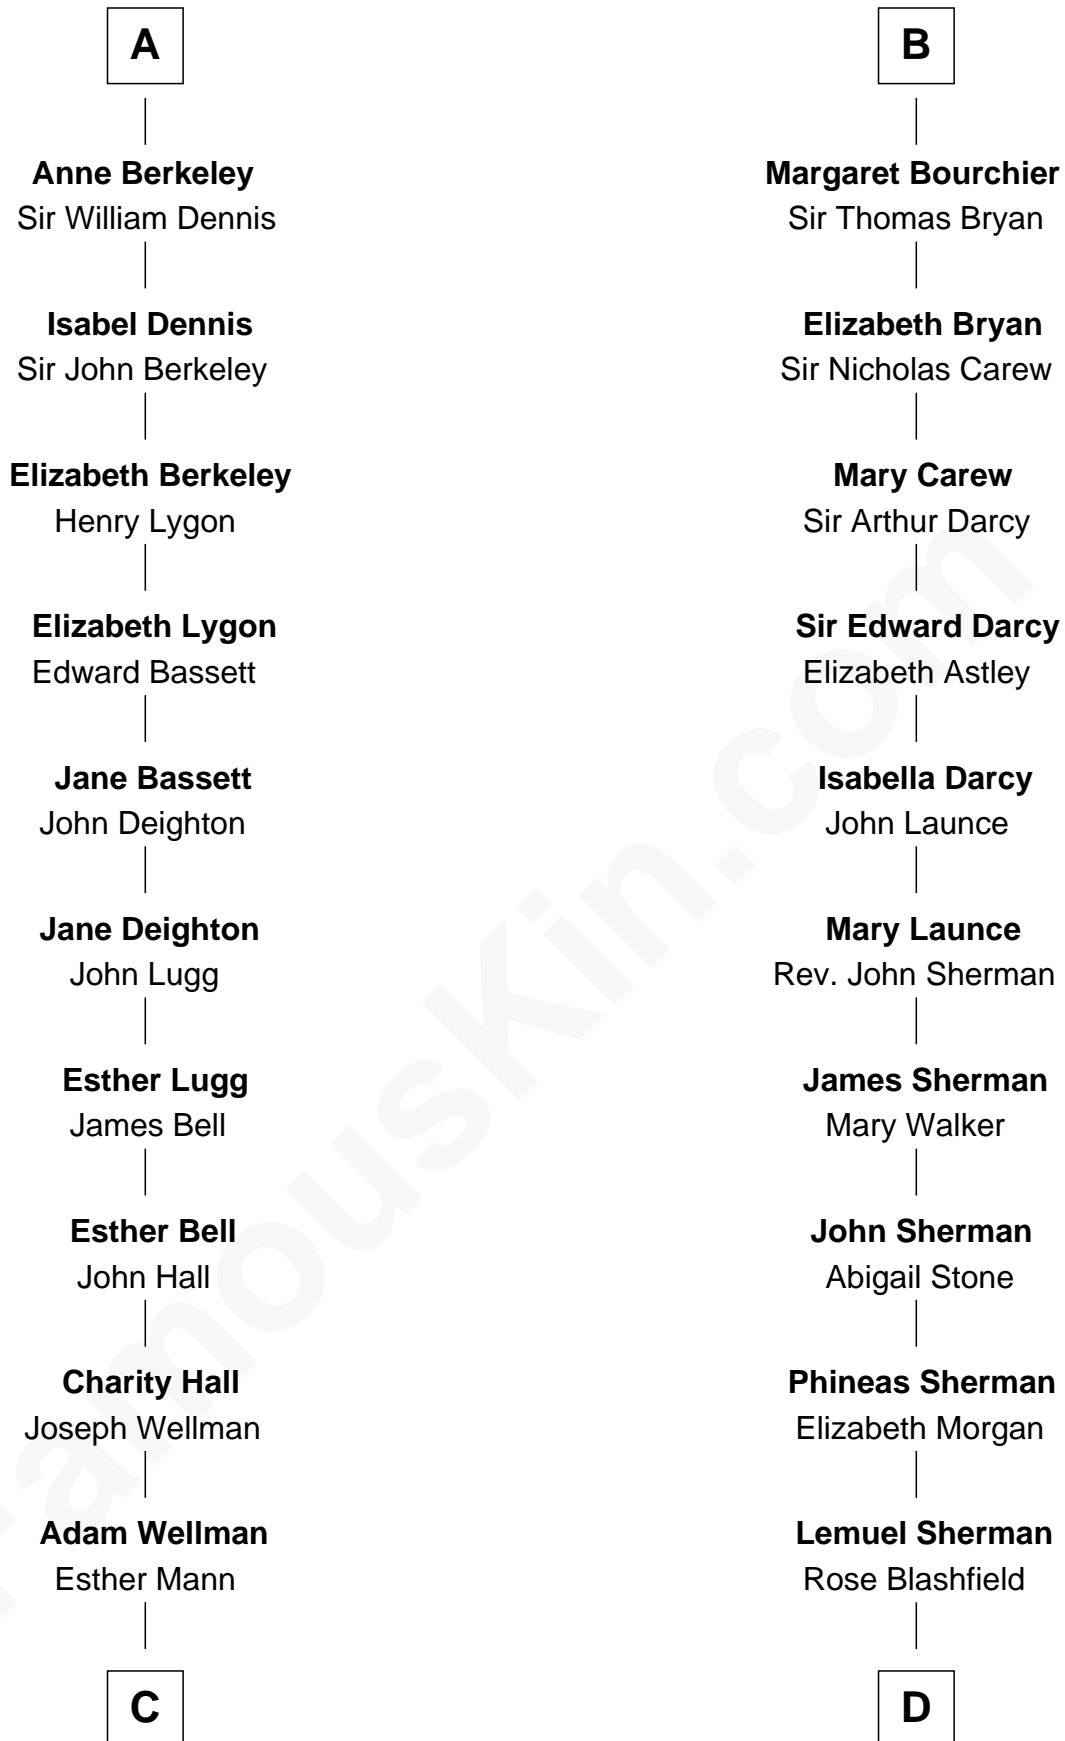 A
Anne Berkeley
Sir William Dennis
Isabel Dennis
Sir John Berkeley
Elizabeth Berkeley
Henry Lygon
Elizabeth Lygon
Edward Bassett
Jane Bassett
John Deighton
Jane Deighton
John Lugg
Esther Lugg
James Bell
Esther Bell
John Hall
Charity Hall
Joseph Wellman
Adam Wellman
Esther Mann
C
B
Margaret Bourchier
Sir Thomas Bryan
Elizabeth Bryan
Sir Nicholas Carew
Mary Carew
Sir Arthur Darcy
Sir Edward Darcy
Elizabeth Astley
Isabella Darcy
John Launce
Mary Launce
Rev. John Sherman
James Sherman
Mary Walker
John Sherman
Abigail Stone
Phineas Sherman
Elizabeth Morgan
Lemuel Sherman
Rose Blashfield
D
FamousKin.com